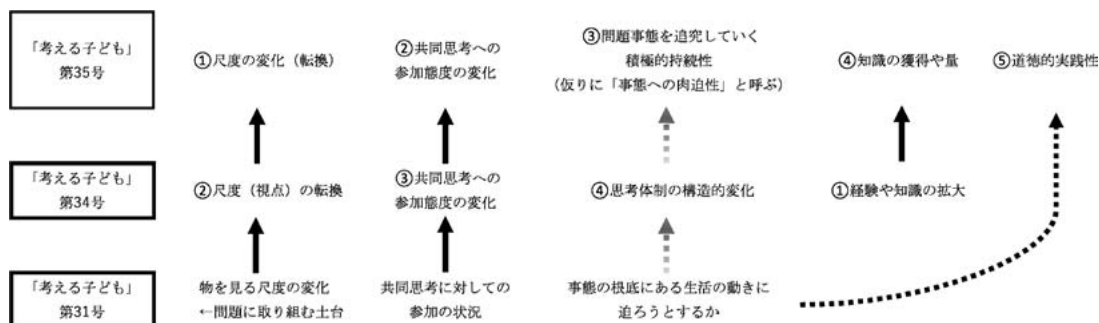 「考える子ども」
第35号
①尺度の変化（転換）
②共同思考への
参加態度の変化
③問題事態を追究していく
積極的持続性
（仮りに「事態への肉迫性」と呼ぶ）
④知識の獲得や量
⑤道徳的実践性
「考える子ども」
第34号
②尺度（視点）の転換
③共同思考への
参加態度の変化
④思考体制の構造的変化
①経験や知識の拡大
「考える子ども」
第31号
物を見る尺度の変化
←問題に取り組む土台
共同思考に対しての
参加の状況
事態の根底にある生活の動きに
迫ろうとするか